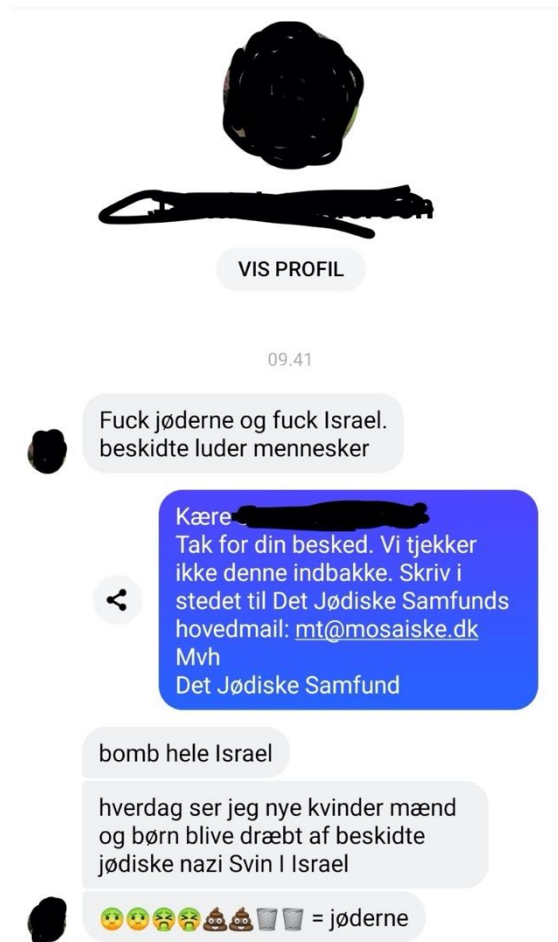 VIS PROFIL
09.41
Fuck jøderne og fuck Israel.
beskidte luder mennesker
Kære
Tak for din besked. Vi tjekker
ikke denne indbakke. Skriv i
stedet til Det Jødiske Samfunds
hovedmail: mt@mosaiske.dk
Mvh
Det Jødiske Samfund
bomb hele Israel
hverdag ser jeg nye kvinder mænd
og børn blive dræbt af beskidte
jødiske nazi Svin I Israel
🤢🤢🤮🤮💩💩🗑️🗑️ = jøderne